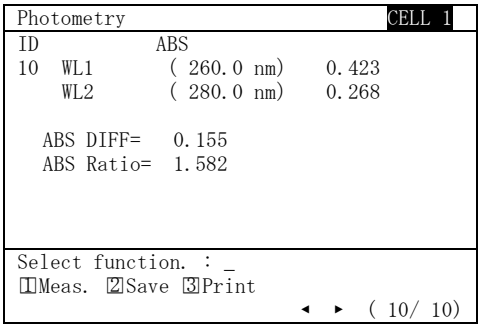 Photometry CELL 1
ID ABS
10 WL1 ( 260.0 nm) 0.423
WL2 ( 280.0 nm) 0.268
ABS DIFF= 0.155
ABS Ratio= 1.582
Select function. : _
1Meas. 2Save 3Print
◄ ► ( 10/ 10)